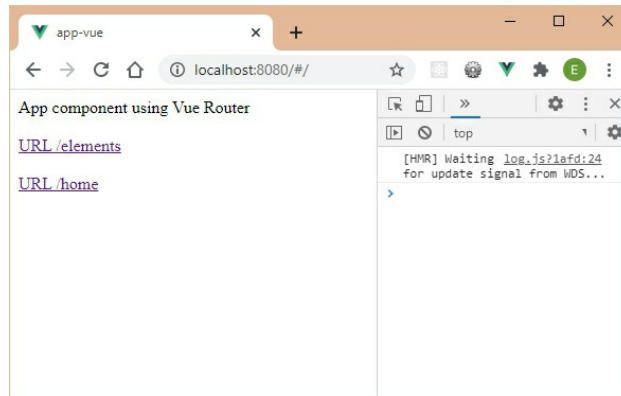 app-vue
localhost:8080/#/
E
App component using Vue Router
URL /elements
URL /home
top
[HMR] Waiting log.js?1afd:24
for update signal from WDS...